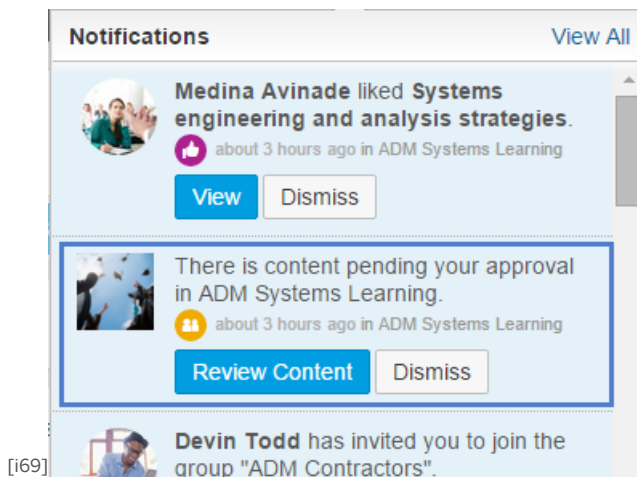 Notifications View All
Medina Avinade liked Systems
engineering and analysis strategies.
about 3 hours ago in ADM Systems Learning
View Dismiss
There is content pending your approval
in ADM Systems Learning.
about 3 hours ago in ADM Systems Learning
Review Content Dismiss
Devin Todd has invited you to join the
[i69] group "ADM Contractors".